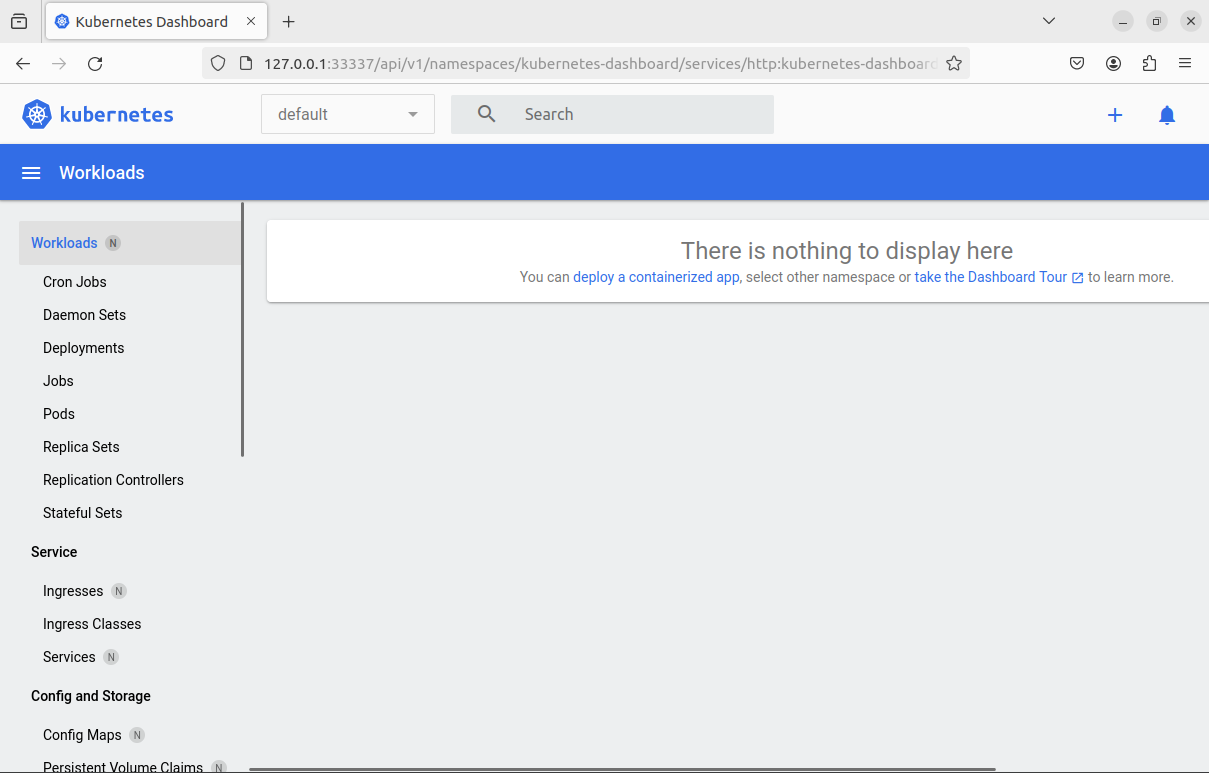 Kubernetes Dashboard
127.0.0.1:33337/api/v1/namespaces/kubernetes-dashboard/services/http:kubernetes-dashboard
kubernetes
default
Search
Workloads
Workloads N
There is nothing to display here
You can deploy a containerized app, select other namespace or take the Dashboard Tour to learn more.
Cron Jobs
Daemon Sets
Deployments
Jobs
Pods
Replica Sets
Replication Controllers
Stateful Sets
Service
Ingresses N
Ingress Classes
Services N
Config and Storage
Config Maps N
Persistent Volume Claims N